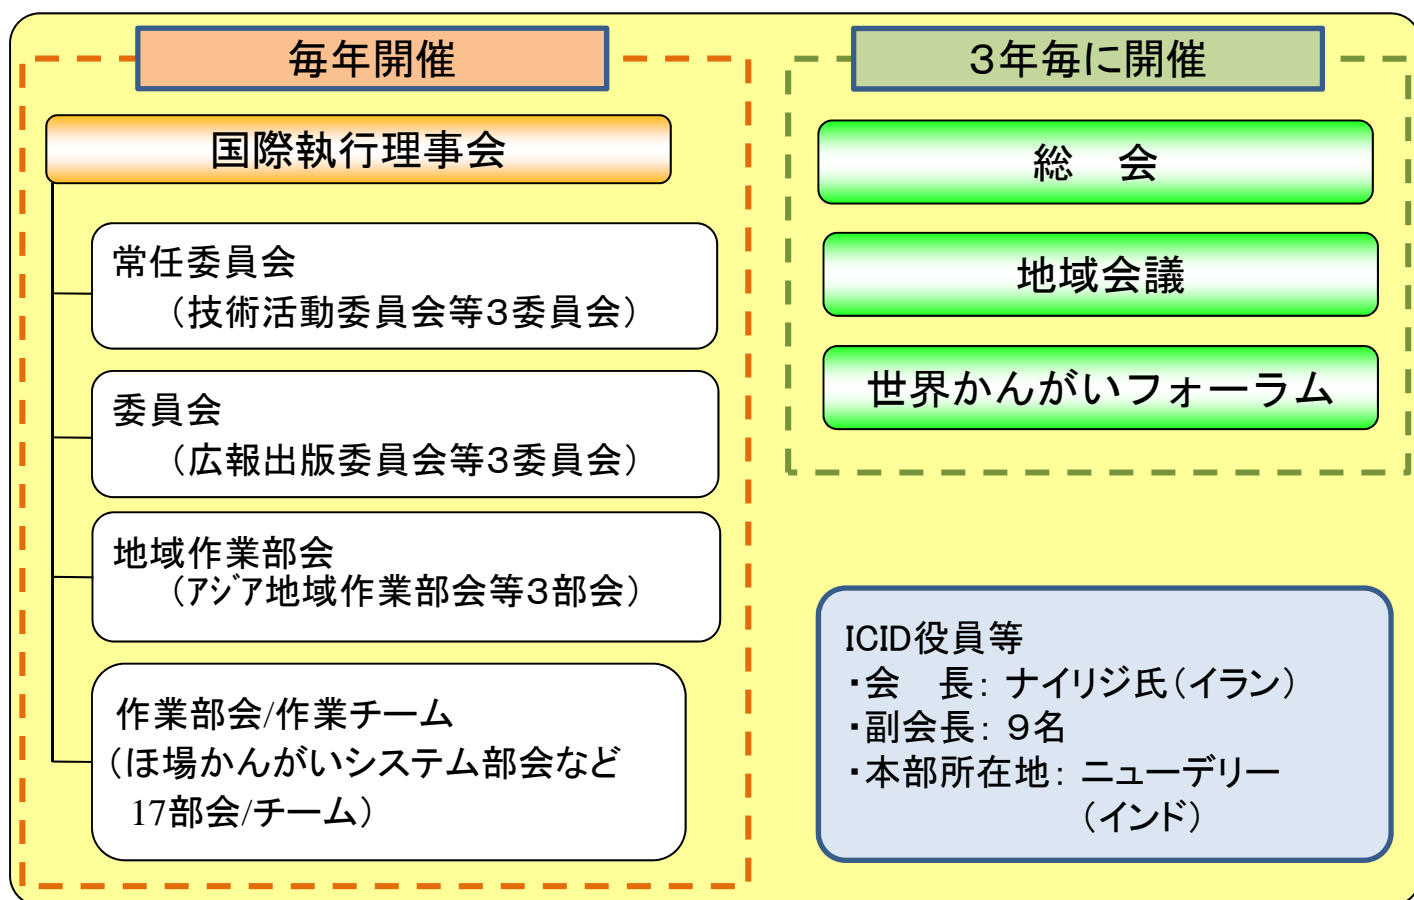 毎年開催
国際執行理事会
常任委員会
（技術活動委員会等３委員会）
委員会
（広報出版委員会等３委員会）
地域作業部会
（ｱｼﾞｱ地域作業部会等３部会）
作業部会/作業チーム
（ほ場かんがいシステム部会など
17部会/チーム）
３年毎に開催
総　会
地域会議
世界かんがいフォーラム
ICID役員等
・会　長： ナイリジ氏（イラン）
・副会長： ９名
・本部所在地： ニューデリー
（インド）